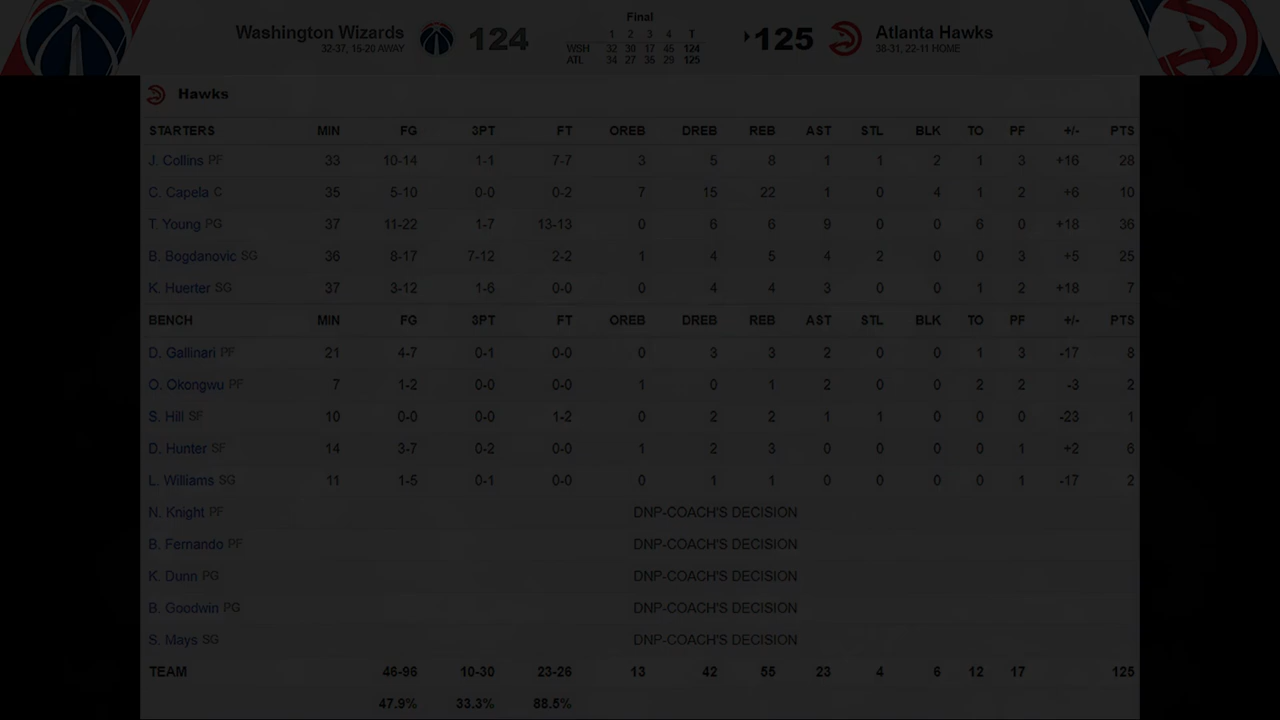 Final
Washington Wizards 124 1 2 3 4 T 125 Atlanta Hawks
32-37, 16-20 AWAY WSH 32 30 17 45 124 38-31, 22-11 HOME
ATL 34 27 36 28 125
Hawks
STARTERS MIN FG 3PT FT OREB DREB REB AST STL BLK TO PF +/- PTS
J. Collins PF 33 10-14 1-1 7-7 3 5 8 1 1 2 1 3 +16 28
C. Capela C 35 5-10 0-0 0-2 7 15 22 1 0 4 1 2 +6 10
T. Young PG 37 11-22 1-7 13-13 0 6 6 9 0 0 6 0 +18 36
B. Bogdanovic SG 36 8-17 7-12 2-2 1 4 5 4 2 0 0 3 +5 25
K. Huerter SG 37 3-12 1-6 0-0 0 4 4 3 0 0 1 2 +18 7
BENCH MIN FG 3PT FT OREB DREB REB AST STL BLK TO PF +/- PTS
D. Gallinari PF 21 4-7 0-1 0-0 0 3 3 2 0 0 1 3 -17 8
O. Okongwu PF 7 1-2 0-0 0-0 1 0 1 2 0 0 2 2 -3 2
S. Hill SF 10 0-0 0-0 1-2 0 2 2 1 1 0 0 0 -23 1
D. Hunter SF 14 3-7 0-2 0-0 1 2 3 0 0 0 0 1 +2 6
L. Williams SG 11 1-5 0-1 0-0 0 1 1 0 0 0 0 1 -17 2
N. Knight PF DNP-COACH'S DECISION
B. Fernando PF DNP-COACH'S DECISION
K. Dunn PG DNP-COACH'S DECISION
B. Goodwin PG DNP-COACH'S DECISION
S. Mays SG DNP-COACH'S DECISION
TEAM 46-96 10-30 23-26 13 42 55 23 4 6 12 17 125
47.9% 33.3% 88.5%